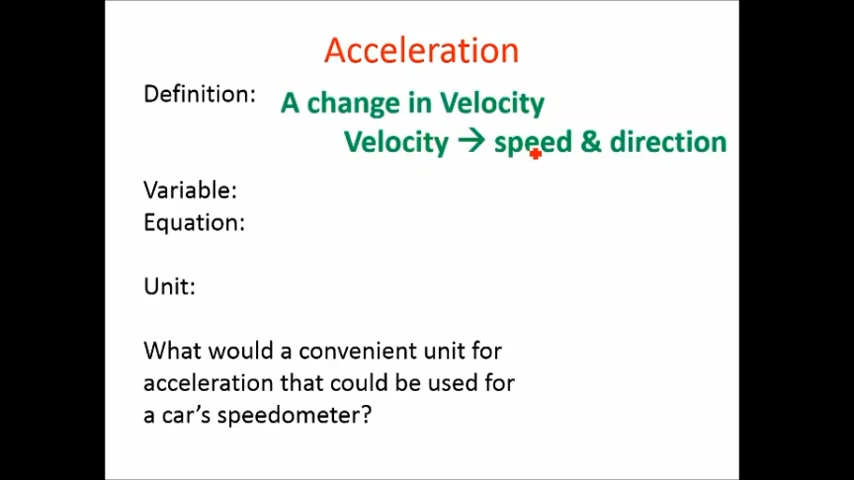 Acceleration
Definition: A change in Velocity
Velocity → speed & direction
Variable:
Equation:
Unit:
What would a convenient unit for
acceleration that could be used for
a car’s speedometer?